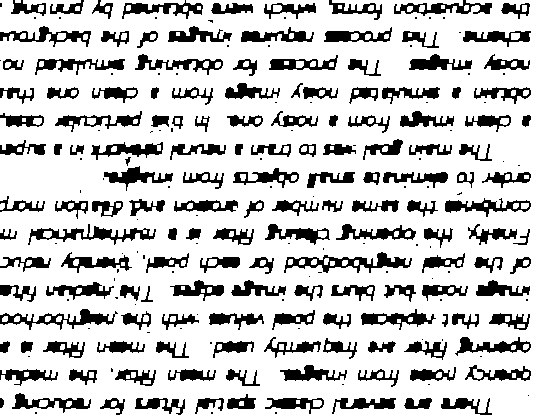 There are several classic spatial filters for reducing
quency noise from images. The mean filter, the median
opening filter are frequently used. The mean filter is a
filter that replaces the pixel values with the neighborhood
image noise but blurs the image edges. The median filter
of the pixel neighborhood for each pixel, thereby reduc
Finally, the opening closing filter is a mathematical m
combines the same number of erosion and dilation morp
order to eliminate small objects from images.
The main goal was to train a neural network in a super
a clean image from a noisy one. In this particular case,
obtain a simulated noisy image from a clean one than
noisy images. The process for obtaining simulated no
scheme. This process requires images of the backgroun
the acquisition forms, which were obtained by printing